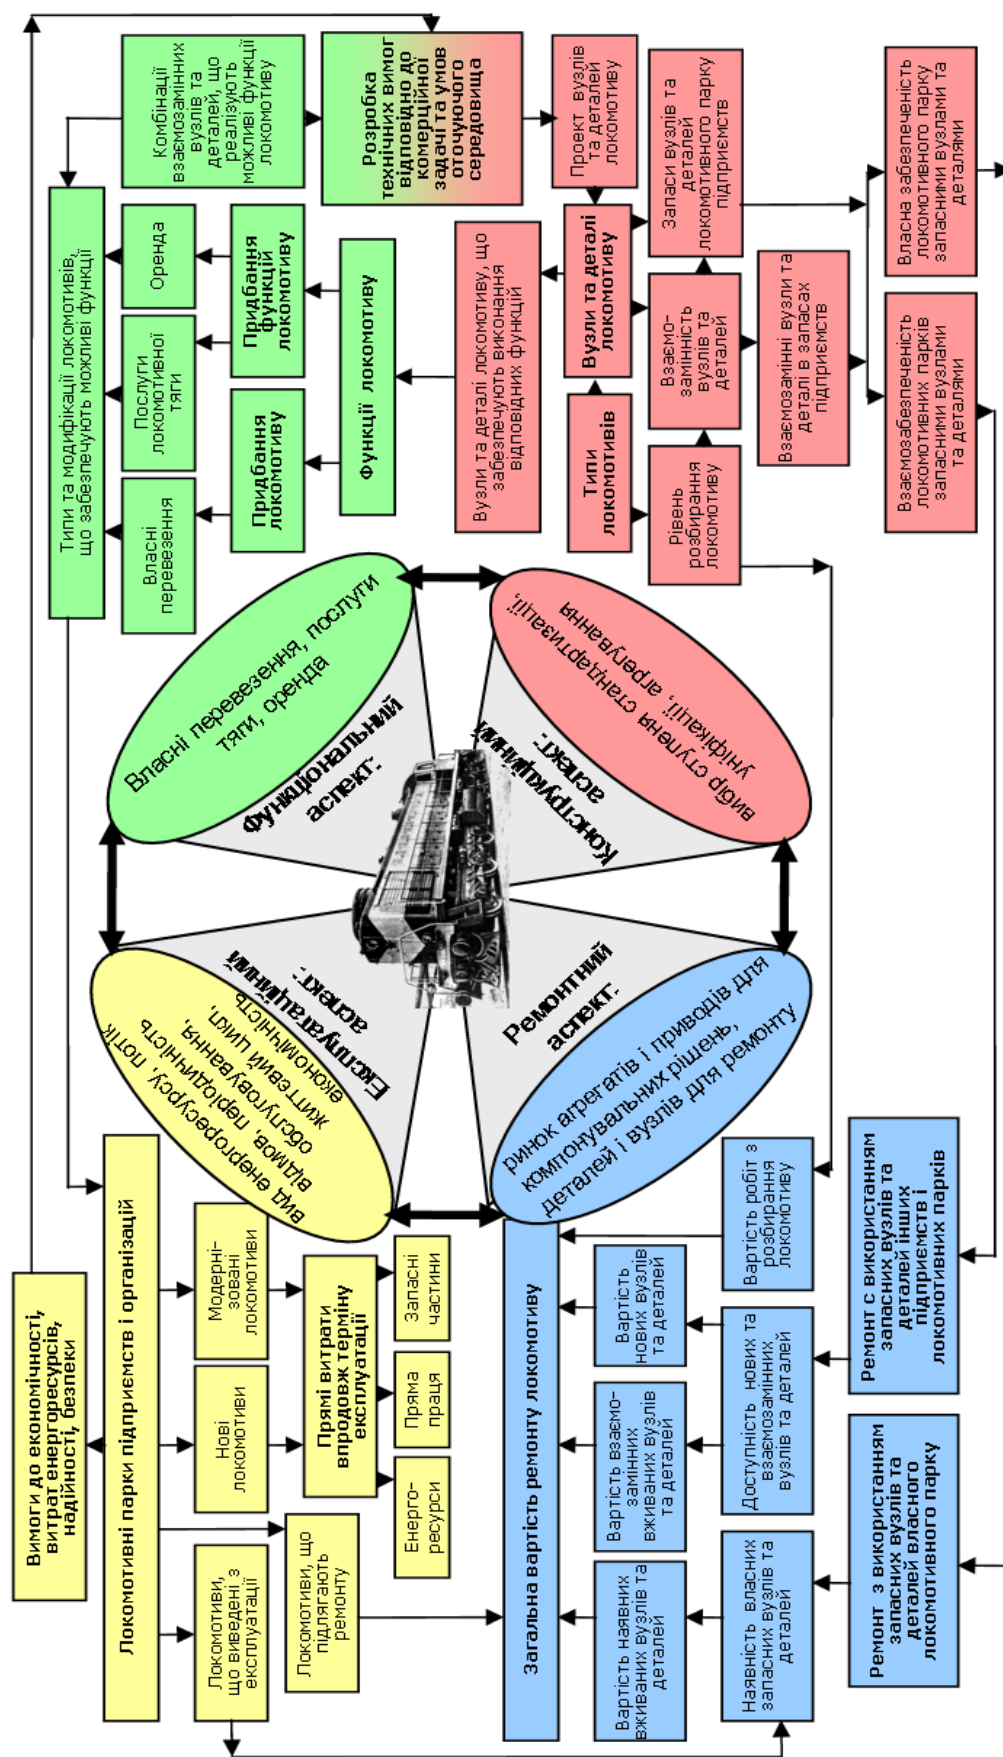 Вимоги до економічності,
витрат енергоресурсів,
надійності, безпеки
Локомотивні парки підприємств і організацій
Локомотиви,
що виведені з
експлуатації
Нові
локомотиви
Модерні-
зовані
локомотиви
Локомотиви, що
підлягають
ремонту
Прямі витрати
впродовж терміну
експлуатації
Енерго-
ресурси
Пряма
праця
Запасні
частини
вид енергоресурсу, потік
відмов, періодичність
обслуговування,
життєвий цикл,
економічність
Експлуатаційний
аспект:
Власні перевезення, послуги
тяги, оренда
Функціональний
аспект:
Типи та модифікації локомотивів,
що забезпечують можливі функції
Власні
перевезення
Послуги
локомотивної
тяги
Оренда
Комбінації
взаємозамінних
вузлів та
деталей, що
реалізують
можливі функції
локомотиву
Придбання
локомотиву
Придбання
функцій
локомотиву
Функції локомотиву
Розробка
технічних вимог
відповідно до
комерційної
задачі та умов
оточуючого
середовища
Ремонтний
аспект:
ринок агрегатів і приводів для
компонувальних рішень,
деталей і вузлів для ремонту
Конструкційний
аспект:
вибір ступеня стандартизації,
уніфікації, агрегування
Вузли та деталі локомотиву, що
забезпечують виконання
відповідних функцій
Проект вузлів
та деталей
локомотиву
Типи
локомотивів
Вузли та деталі
локомотиву
Рівень
розбирання
локомотиву
Взаємо-
замінність
вузлів та
деталей
Запаси вузлів та
деталей
локомотивного парку
підприємств
Взаємозамінні вузли та
деталі в запасах
підприємств
Взаємозабезпеченість
локомотивних парків
запасними вузлами
та деталями
Власна забезпеченість
локомотивного парку
запасними вузлами та
деталями
Загальна вартість ремонту локомотиву
Вартість наявних
вживаних вузлів та
деталей
Вартість взаємо-
замінних
вживаних вузлів
та деталей
Вартість
нових вузлів
та деталей
Вартість робіт з
розбирання
локомотиву
Наявність власних
запасних вузлів та
деталей
Доступність нових та
взаємозамінних
вузлів та деталей
Ремонт з використанням
запасних вузлів та
деталей власного
локомотивного парку
Ремонт с використанням
запасних вузлів та
деталей інших
підприємств і
локомотивних парків